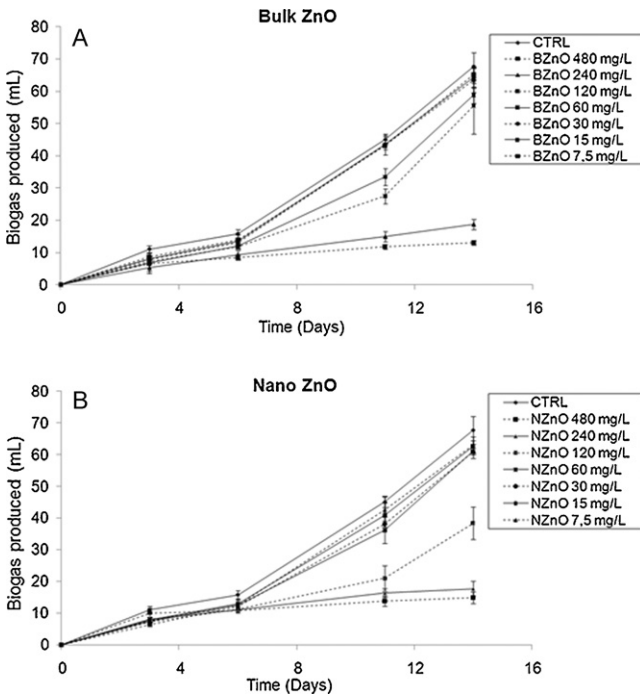 Bulk ZnO
A
80
70
60
50
40
30
20
10
0
Biogas produced (mL)
0 4 8 12 16
Time (Days)
CTRL
BZnO 480 mg/L
BZnO 240 mg/L
BZnO 120 mg/L
BZnO 60 mg/L
BZnO 30 mg/L
BZnO 15 mg/L
BZnO 7,5 mg/L
Nano ZnO
B
80
70
60
50
40
30
20
10
0
Biogas produced (mL)
0 4 8 12 16
Time (Days)
CTRL
NZnO 480 mg/L
NZnO 240 mg/L
NZnO 120 mg/L
NZnO 60 mg/L
NZnO 30 mg/L
NZnO 15 mg/L
NZnO 7,5 mg/L